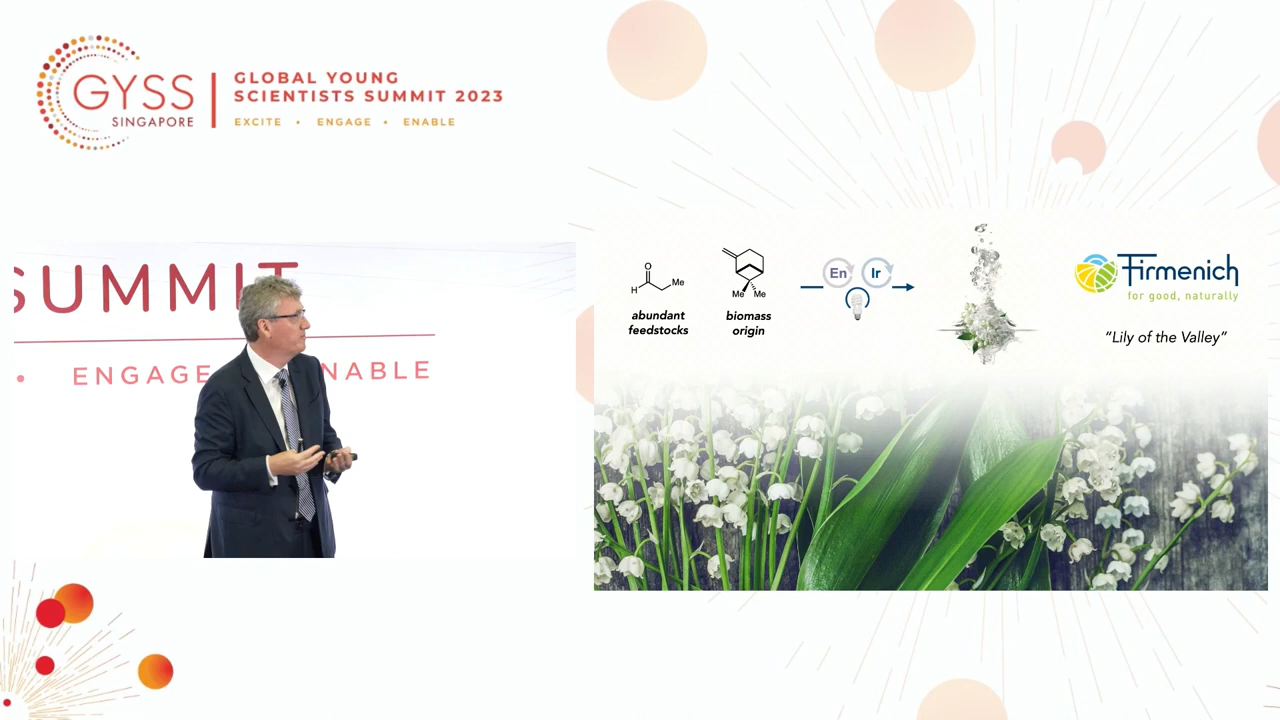 GYSS
SINGAPORE
GLOBAL YOUNG
SCIENTISTS SUMMIT 2023
EXCITE • ENGAGE • ENABLE
SUMMIT
• ENGAGE NABLE
O
H
Me
abundant
feedstocks
Me Me
biomass
origin
En
Ir
Firmenich
for good, naturally
“Lily of the Valley”